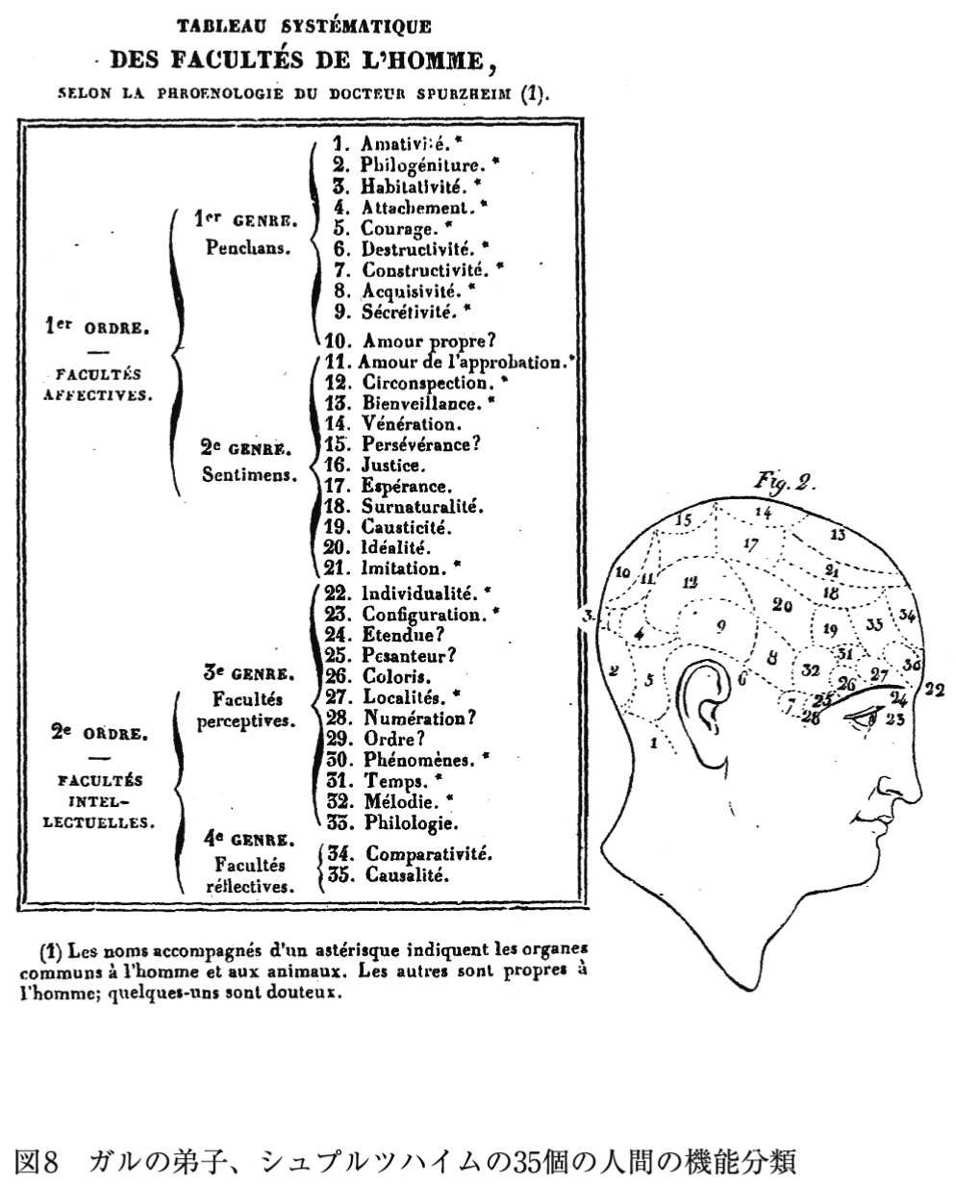 TABLEAU SYSTÉMATIQUE
DES FACULTÉS DE L'HOMME,
SELON LA PHROENOLOGIE DU DOCTEUR SPURZHEIM (1).
1er ORDRE.
—
FACULTÉS
AFFECTIVES.
1er GENRE.
Penchans.
1. Amativité.*
2. Philogéniture.*
3. Habitativité.*
4. Attachement.*
5. Courage.*
6. Destructivité.*
7. Constructivité.*
8. Acquisivité.*
9. Sécrétivité.*
2e GENRE.
Sentimens.
10. Amour propre?
11. Amour de l'approbation.*
12. Circonspection.*
13. Bienveillance.*
14. Vénération.
15. Persévérance?
16. Justice.
17. Espérance.
18. Surnaturalité.
19. Causticité.
20. Idéalité.
21. Imitation.*
2e ORDRE.
—
FACULTÉS
INTEL-
LECTUELLES.
3e GENRE.
Facultés
perceptives.
22. Individualité.*
23. Configuration.*
24. Etendue?
25. Pesanteur?
26. Coloris.
27. Localités.*
28. Numération?
29. Ordre?
30. Phénomènes.*
31. Temps.*
32. Mélodie.*
33. Philologie.
4e GENRE.
Facultés
réflectives.
34. Comparativité.
35. Causalité.
(1) Les noms accompagnés d'un astérisque indiquent les organes
communs à l'homme et aux animaux. Les autres sont propres à
l'homme; quelques-uns sont douteux.
Fig. 2.
15
14
13
17
10
11
12
21
18
20
3
4
9
19
35
34
31
8
2
5
6
32
26
27
30
22
7
25
28
24
23
1
図8 ガルの弟子、シュプルツハイムの35個の人間の機能分類